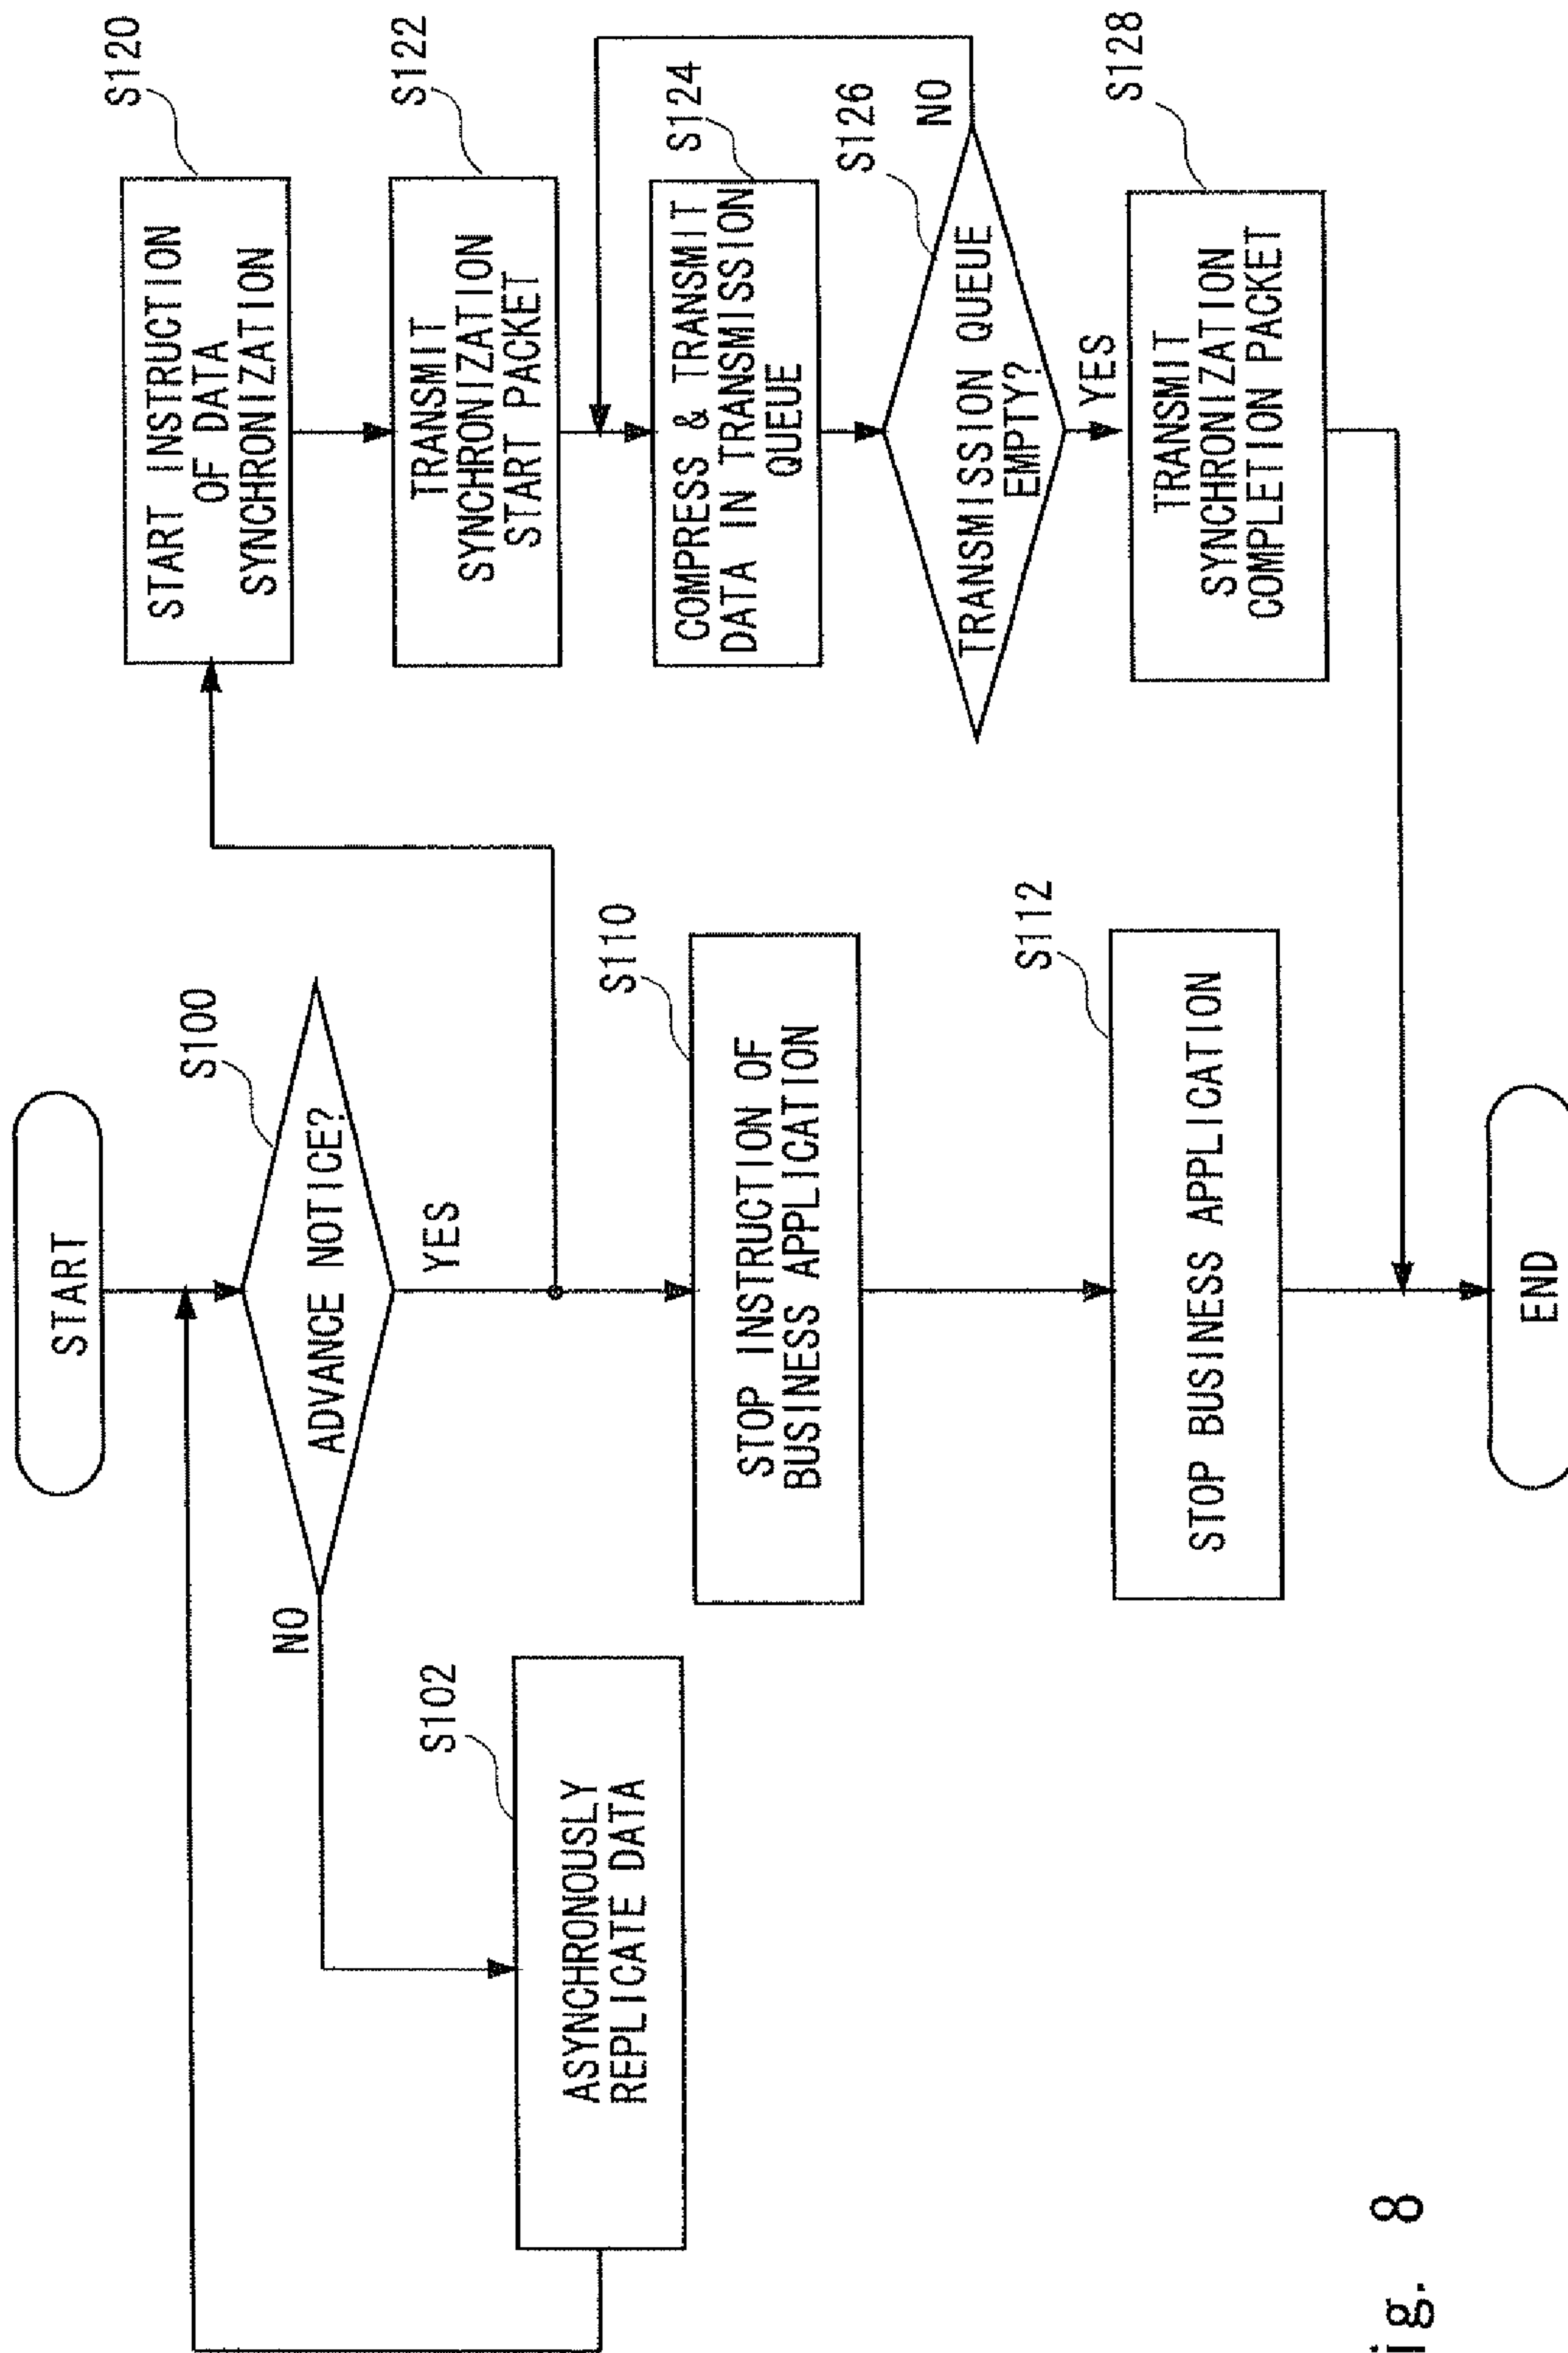 START
S100
ADVANCE NOTICE?
NO
YES
S102
ASYNCHRONOUSLY
REPLICATE DATA
S110
STOP INSTRUCTION OF
BUSINESS APPLICATION
S112
STOP BUSINESS APPLICATION
S120
START INSTRUCTION
OF DATA
SYNCHRONIZATION
S122
TRANSMIT
SYNCHRONIZATION
START PACKET
S124
COMPRESS & TRANSMIT
DATA IN TRANSMISSION
QUEUE
S126
TRANSMISSION QUEUE
EMPTY?
NO
YES
S128
TRANSMIT
SYNCHRONIZATION
COMPLETION PACKET
END
ig. 8